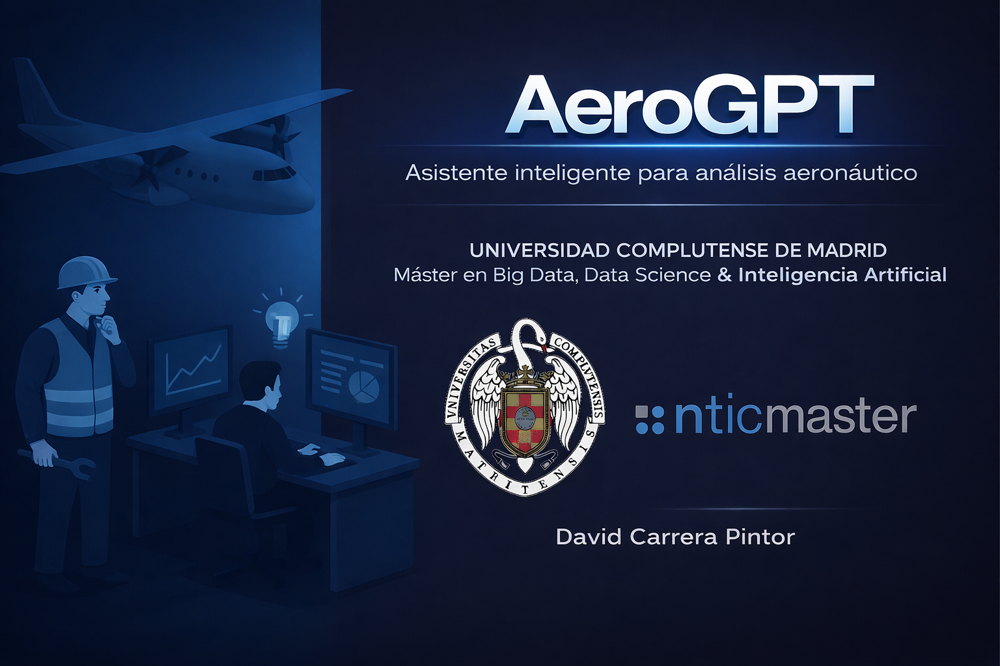 AeroGPT
Asistente inteligente para análisis aeronáutico
UNIVERSIDAD COMPLUTENSE DE MADRID
Máster en Big Data, Data Science & Inteligencia Artificial
VNIVERSITAS COMPLVTENSIS
MATRITENSIS
nticmaster
David Carrera Pintor